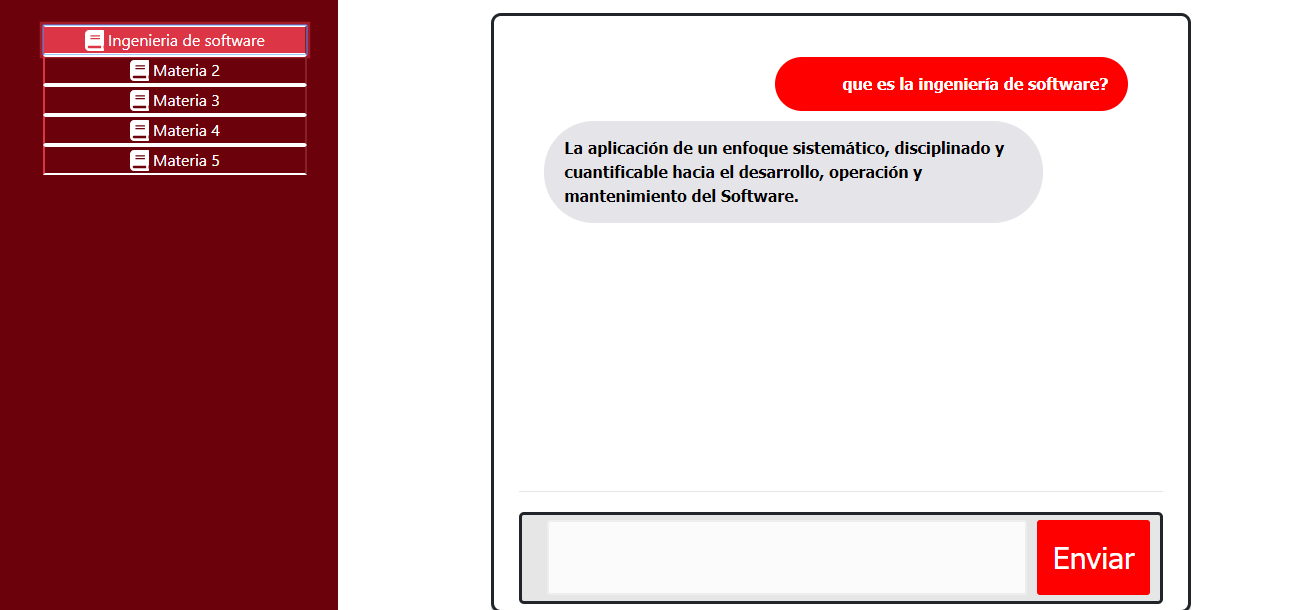 Ingenieria de software
Materia 2
Materia 3
Materia 4
Materia 5
que es la ingeniería de software?
La aplicación de un enfoque sistemático, disciplinado y
cuantificable hacia el desarrollo, operación y
mantenimiento del Software.
Enviar